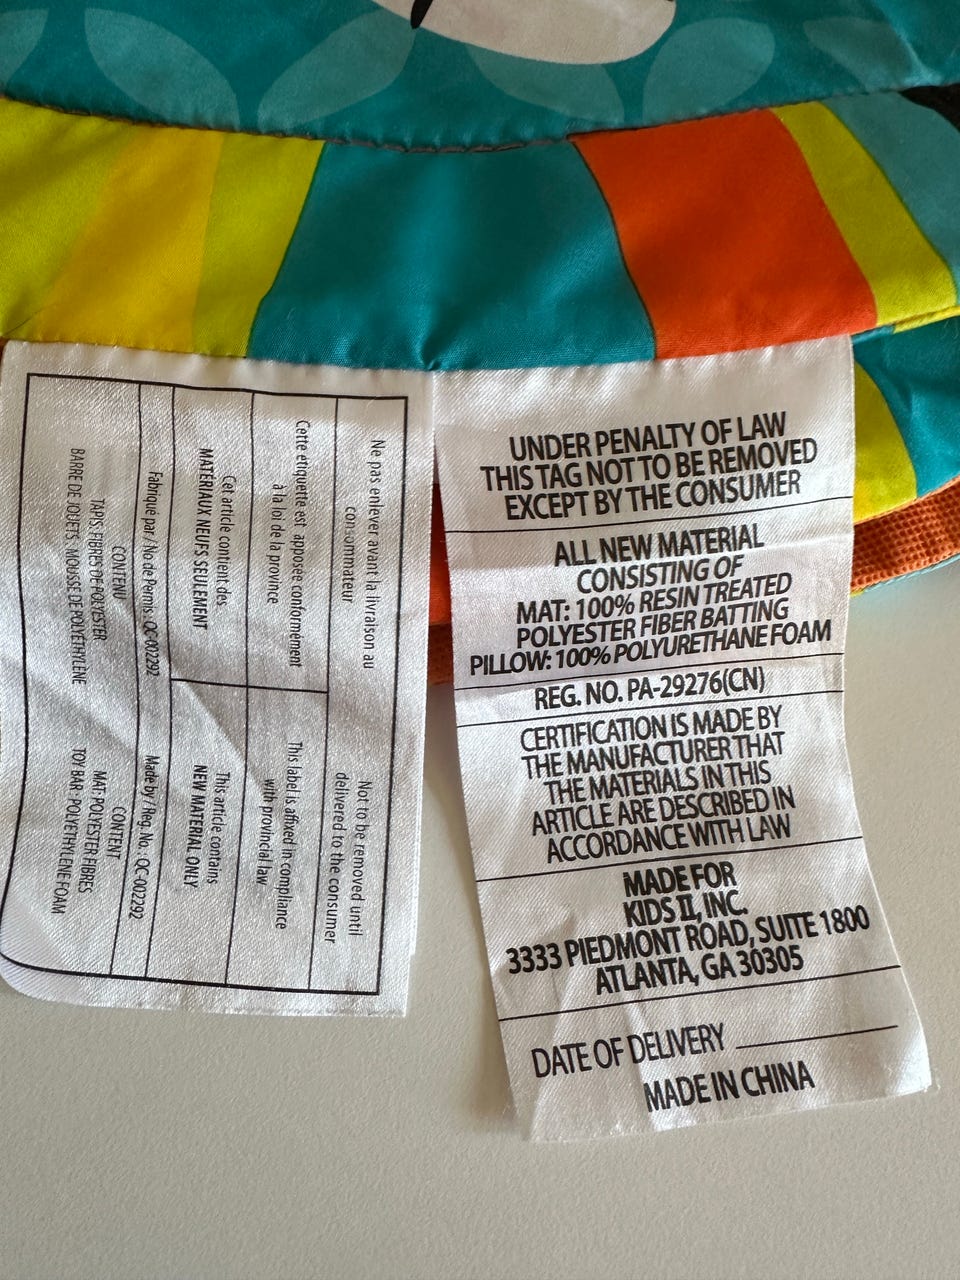 Ne pas enlever avant la livraison au
consommateur
Not to be removed until
delivered to the consumer
Cette étiquette est apposée conformément
à la loi de la province
This label is affixed in compliance
with provincial law
Cet article contient des
MATÉRIAUX NEUFS SEULEMENT
This article contains
NEW MATERIAL ONLY
Fabriqué par / No de Permis: QC-002292
Made by / Reg. No.: QC-002292
CONTENU
TAPIS: FIBRES DE POLYESTER
BARRE DE JOUETS : MOUSSE DE POLYÉTHYLÈNE
CONTENT
MAT: POLYESTER FIBRES
TOY BAR: POLYETHYLENE FOAM
UNDER PENALTY OF LAW
THIS TAG NOT TO BE REMOVED
EXCEPT BY THE CONSUMER
ALL NEW MATERIAL
CONSISTING OF
MAT: 100% RESIN TREATED
POLYESTER FIBER BATTING
PILLOW: 100% POLYURETHANE FOAM
REG. NO. PA-29276(CN)
CERTIFICATION IS MADE BY
THE MANUFACTURER THAT
THE MATERIALS IN THIS
ARTICLE ARE DESCRIBED IN
ACCORDANCE WITH LAW
MADE FOR
KIDS II, INC.
3333 PIEDMONT ROAD, SUITE 1800
ATLANTA, GA 30305
DATE OF DELIVERY
MADE IN CHINA